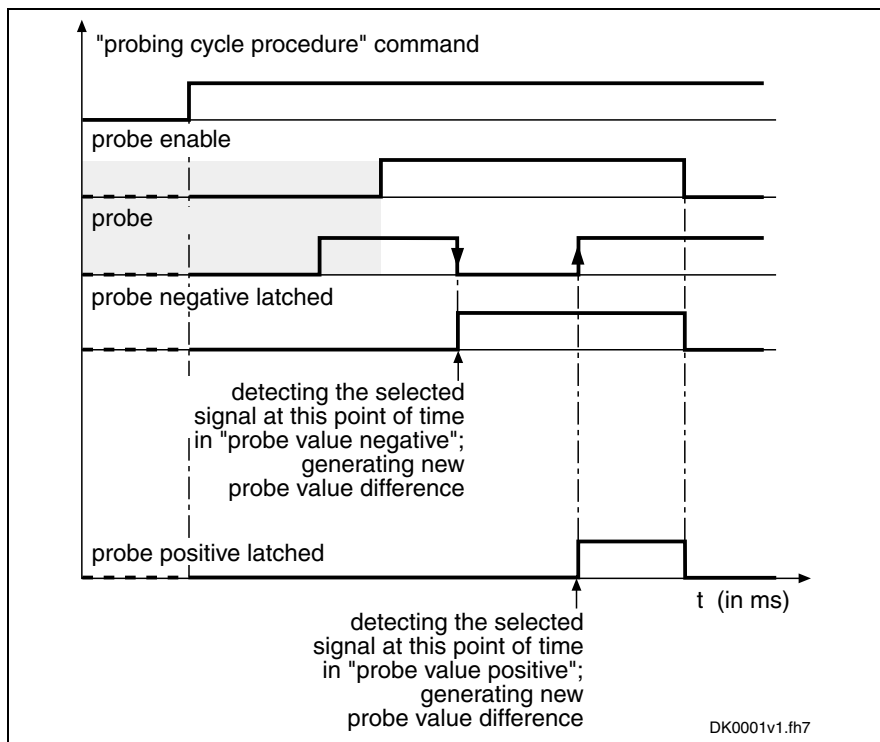 "probing cycle procedure" command
probe enable
probe
probe negative latched
detecting the selected
signal at this point of time
in "probe value negative";
generating new
probe value difference
probe positive latched
t (in ms)
detecting the selected
signal at this point of time
in "probe value positive";
generating new
probe value difference
DK0001v1.fh7